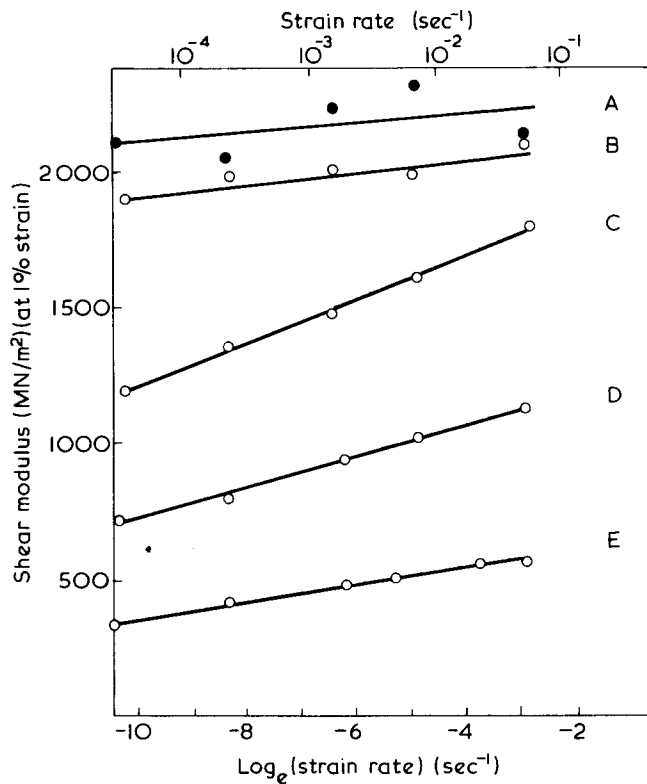 Strain rate (sec⁻¹)
10⁻⁴ 10⁻³ 10⁻² 10⁻¹
Shear modulus (MN/m²)(at 1% strain)
2000
1500
1000
500
A
B
C
D
E
-10 -8 -6 -4 -2
Logₑ(strain rate) (sec⁻¹)